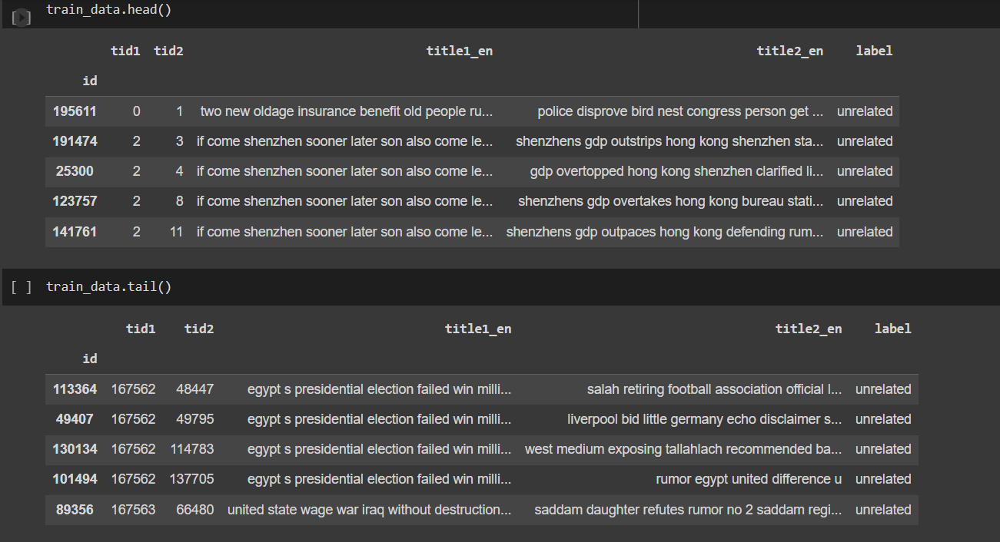 train_data.head()
tid1 tid2 title1_en title2_en label
id
195611 0 1 two new oldage insurance benefit old people ru... police disprove bird nest congress person get ... unrelated
191474 2 3 if come shenzhen sooner later son also come le... shenzhens gdp outstrips hong kong shenzhen sta... unrelated
25300 2 4 if come shenzhen sooner later son also come le... gdp overtopped hong kong shenzhen clarified li... unrelated
123757 2 8 if come shenzhen sooner later son also come le... shenzhens gdp overtakes hong kong bureau stati... unrelated
141761 2 11 if come shenzhen sooner later son also come le... shenzhens gdp outpaces hong kong defending rum... unrelated
[ ] train_data.tail()
tid1 tid2 title1_en title2_en label
id
113364 167562 48447 egypt s presidential election failed win milli... salah retiring football association official l... unrelated
49407 167562 49795 egypt s presidential election failed win milli... liverpool bid little germany echo disclaimer s... unrelated
130134 167562 114783 egypt s presidential election failed win milli... west medium exposing tallahlach recommended ba... unrelated
101494 167562 137705 egypt s presidential election failed win milli... rumor egypt united difference u unrelated
89356 167563 66480 united state wage war iraq without destruction... saddam daughter refutes rumor no 2 saddam regi... unrelated